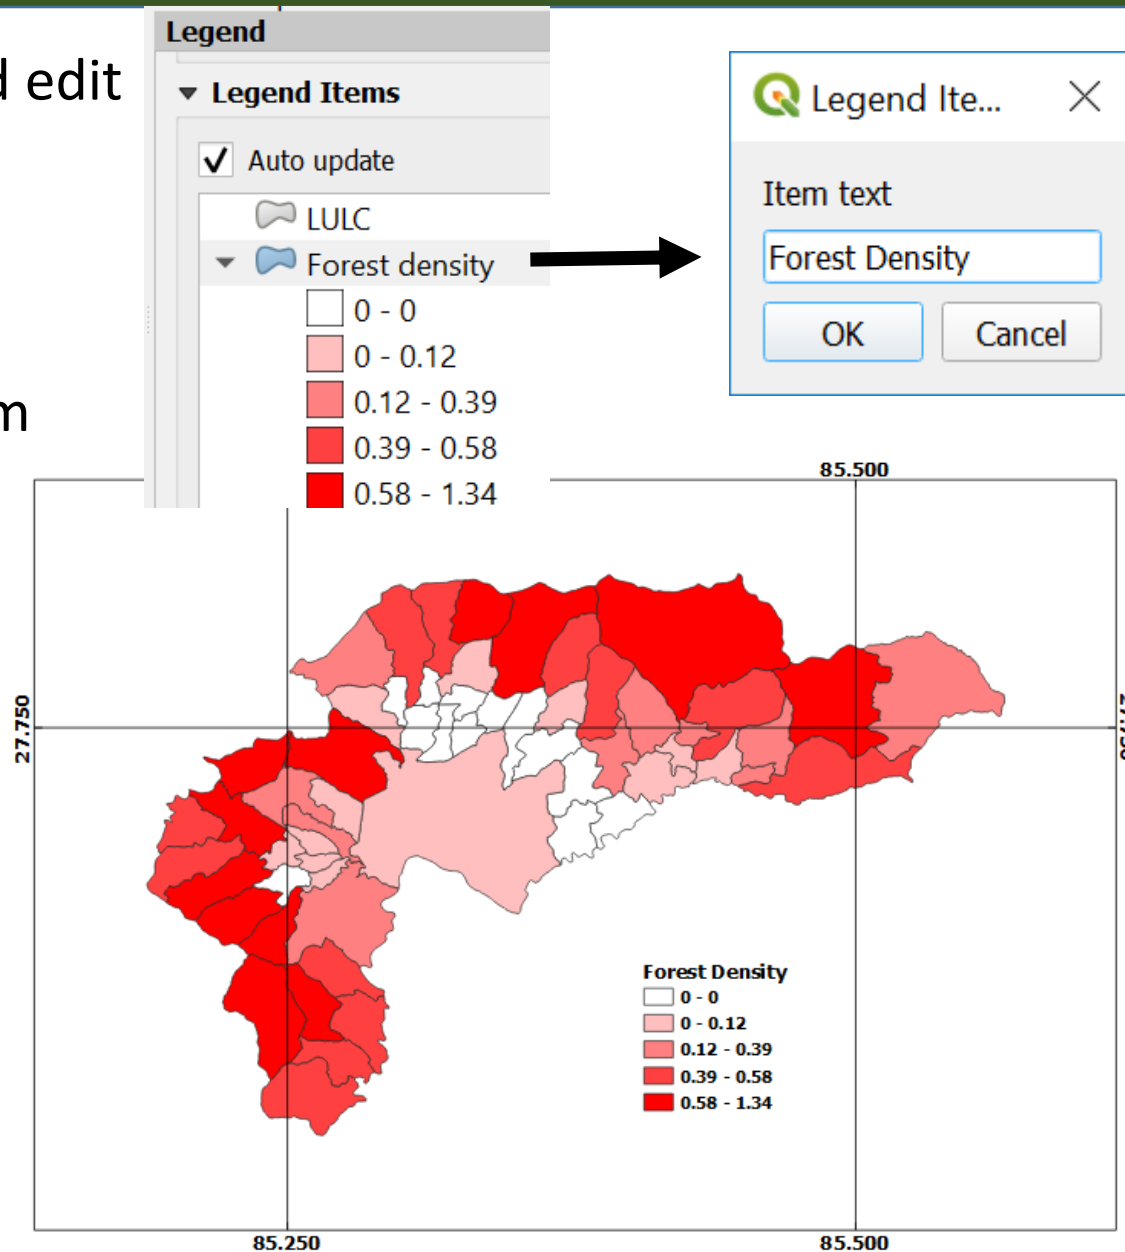 Legend
d edit
Legend Items
Auto update
LULC
Forest density
0 - 0
0 - 0.12
0.12 - 0.39
0.39 - 0.58
0.58 - 1.34
m
Legend Ite...
Item text
Forest Density
OK
Cancel
85.500
27.750
Forest Density
0 - 0
0 - 0.12
0.12 - 0.39
0.39 - 0.58
0.58 - 1.34
85.250
85.500